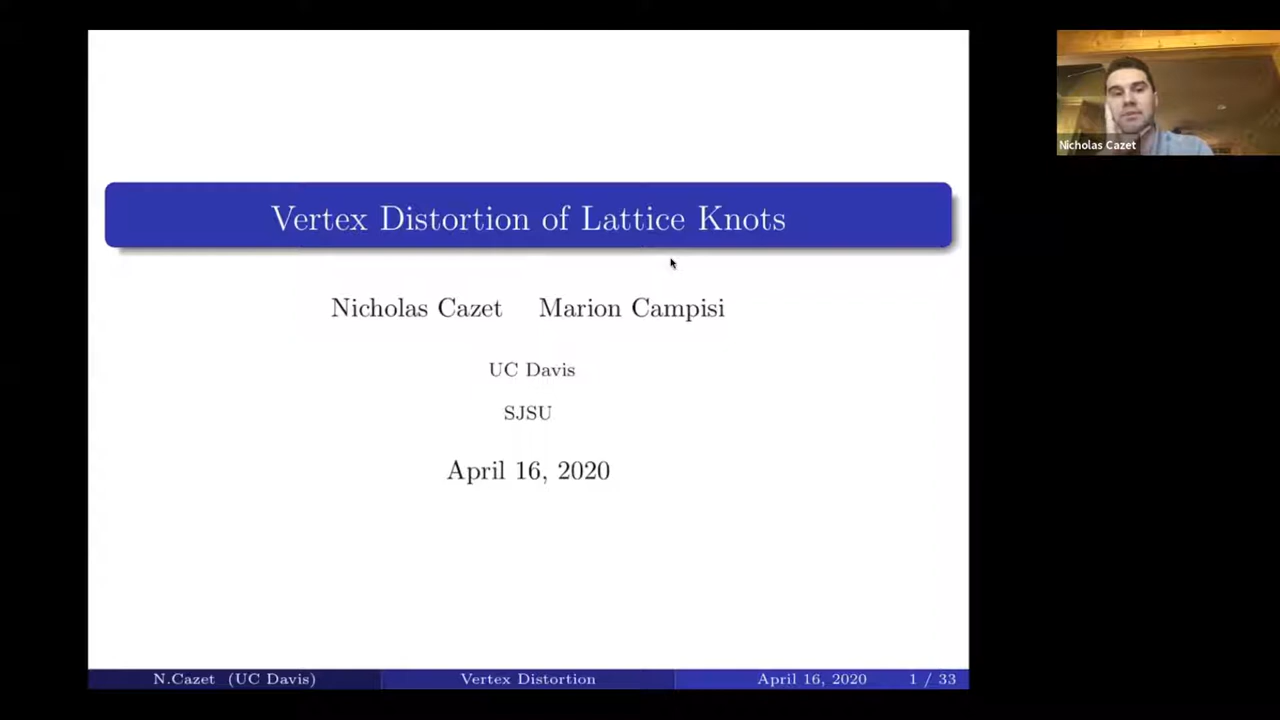 Vertex Distortion of Lattice Knots
Nicholas Cazet Marion Campisi
UC Davis
SJSU
April 16, 2020
N.Cazet (UC Davis) Vertex Distortion April 16, 2020 1 / 33
Nicholas Cazet